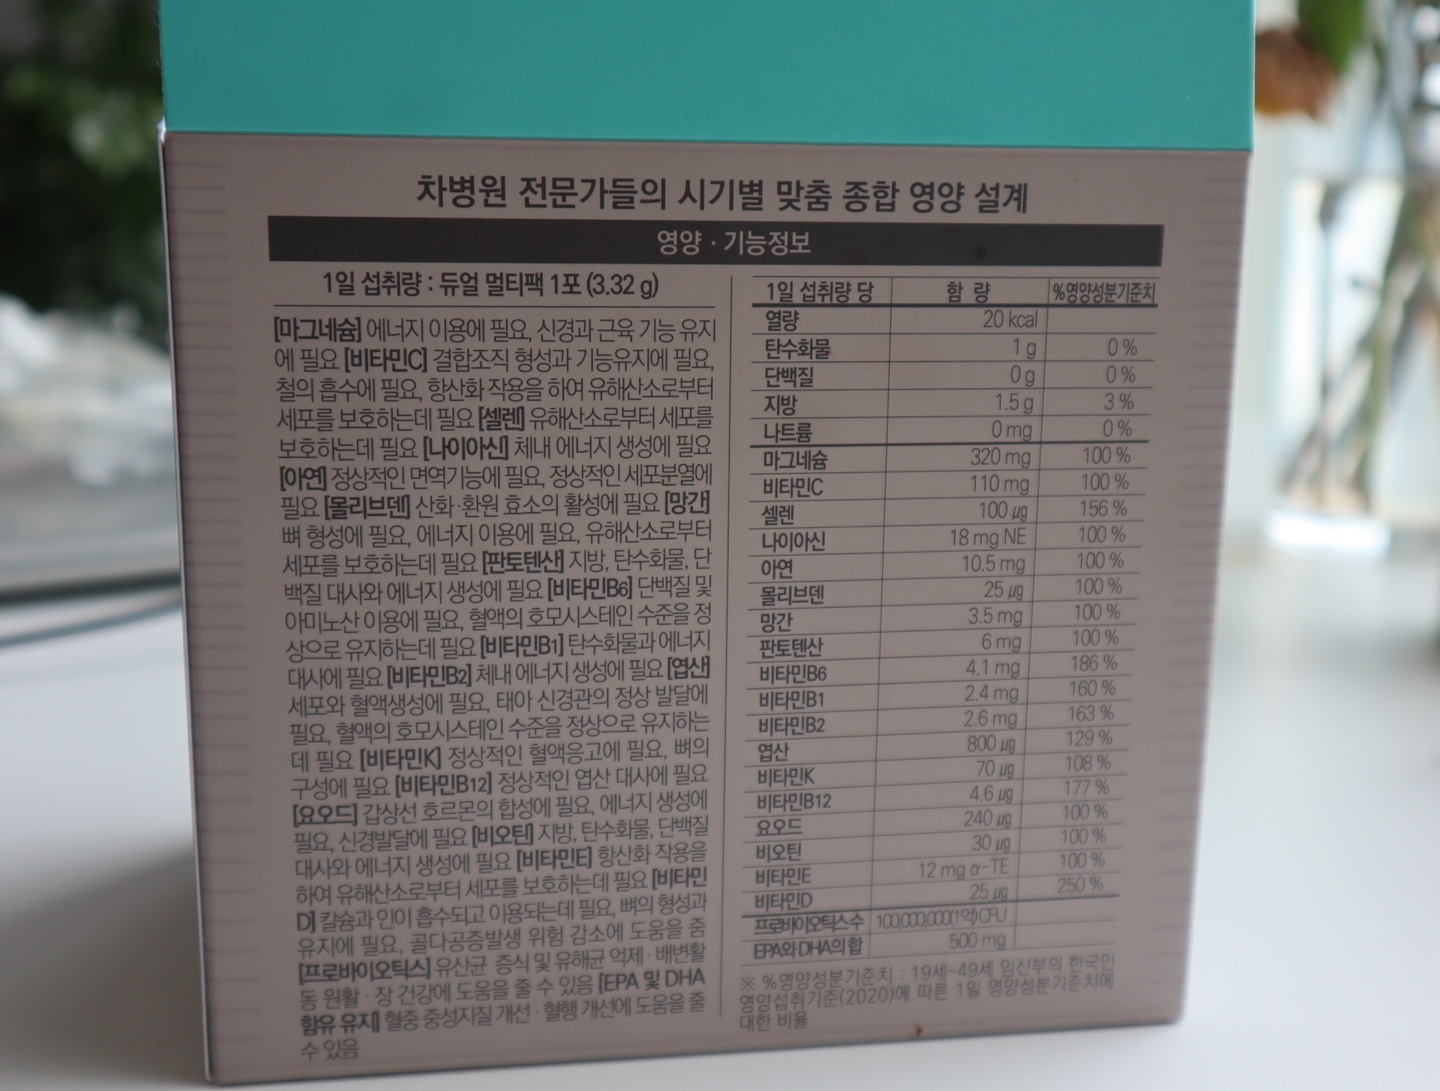 차병원 전문가들의 시기별 맞춤 종합 영양 설계
영양 · 기능정보
1일 섭취량 : 듀얼 멀티팩 1포 (3.32 g)
[마그네슘] 에너지 이용에 필요, 신경과 근육 기능 유지
에 필요 [비타민C] 결합조직 형성과 기능유지에 필요,
철의 흡수에 필요, 항산화 작용을 하여 유해산소로부터
세포를 보호하는데 필요 [셀렌] 유해산소로부터 세포를
보호하는데 필요 [나이아신] 체내 에너지 생성에 필요
[아연] 정상적인 면역기능에 필요, 정상적인 세포분열에
필요 [몰리브덴] 산화·환원 효소의 활성에 필요 [망간]
뼈 형성에 필요, 에너지 이용에 필요, 유해산소로부터
세포를 보호하는데 필요 [판토텐산] 지방, 탄수화물, 단
백질 대사와 에너지 생성에 필요 [비타민B6] 단백질 및
아미노산 이용에 필요, 혈액의 호모시스테인 수준을 정
상으로 유지하는데 필요 [비타민B1] 탄수화물과 에너지
대사에 필요 [비타민B2] 체내 에너지 생성에 필요 [엽산]
세포와 혈액생성에 필요, 태아 신경관의 정상 발달에
필요, 혈액의 호모시스테인 수준을 정상으로 유지하는
데 필요 [비타민K] 정상적인 혈액응고에 필요, 뼈의
구성에 필요 [비타민B12] 정상적인 엽산 대사에 필요
[요오드] 갑상선 호르몬의 합성에 필요, 에너지 생성에
필요, 신경발달에 필요 [비오틴] 지방, 탄수화물, 단백질
대사와 에너지 생성에 필요 [비타민E] 항산화 작용을
하여 유해산소로부터 세포를 보호하는데 필요 [비타민
D] 칼슘과 인이 흡수되고 이용되는데 필요, 뼈의 형성과
유지에 필요, 골다공증발생 위험 감소에 도움을 줌
[프로바이오틱스] 유산균 증식 및 유해균 억제·배변활
동 원활·장 건강에 도움을 줄 수 있음 [EPA 및 DHA
함유 유지] 혈중 중성지질 개선·혈행 개선에 도움을 줄
수 있음
1일 섭취량 당 함 량 %영양성분기준치
열량 20 kcal
탄수화물 1 g 0 %
단백질 0 g 0 %
지방 1.5 g 3 %
나트륨 0 mg 0 %
마그네슘 320 mg 100 %
비타민C 110 mg 100 %
셀렌 100 μg 156 %
나이아신 18 mg NE 100 %
아연 10.5 mg 100 %
몰리브덴 25 μg 100 %
망간 3.5 mg 100 %
판토텐산 6 mg 100 %
비타민B6 4.1 mg 186 %
비타민B1 2.4 mg 160 %
비타민B2 2.6 mg 163 %
엽산 800 μg 129 %
비타민K 70 μg 108 %
비타민B12 4.6 μg 177 %
요오드 240 μg 100 %
비오틴 30 μg 100 %
비타민E 12 mg α-TE 100 %
비타민D 25 μg 250 %
프로바이오틱스 수 100,000,000(1억)CFU
EPA와 DHA의 합 500 mg
※ %영양성분기준치 : 19세~49세 임신부의 한국인
영양섭취기준(2020)에 따른 1일 영양성분기준치에
대한 비율